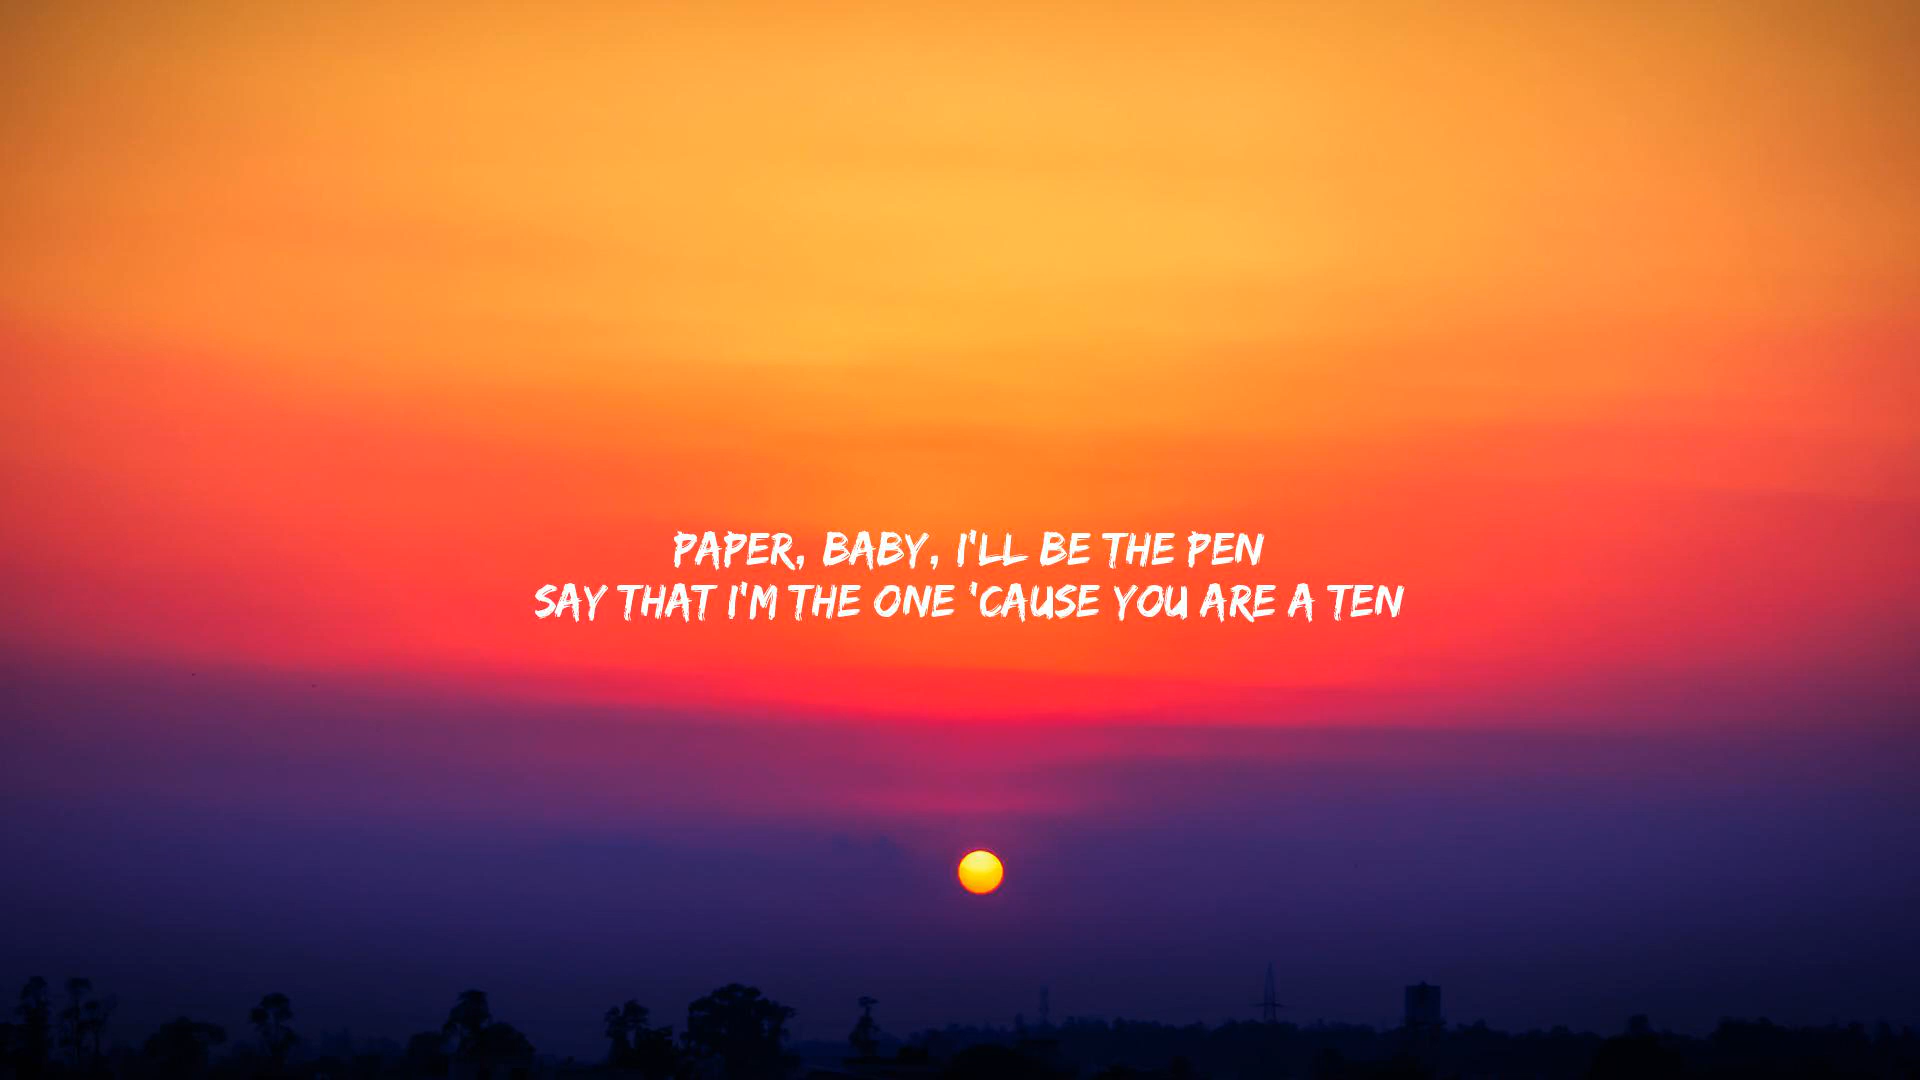 PAPER, BABY, I'LL BE THE PEN
SAY THAT I'M THE ONE 'CAUSE YOU ARE A TEN